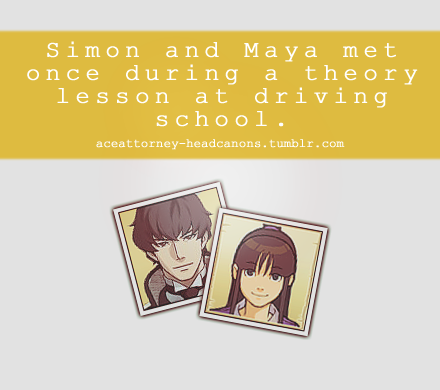 Simon and Maya met
once during a theory
lesson at driving
school.
aceattorney-headcanons.tumblr.com